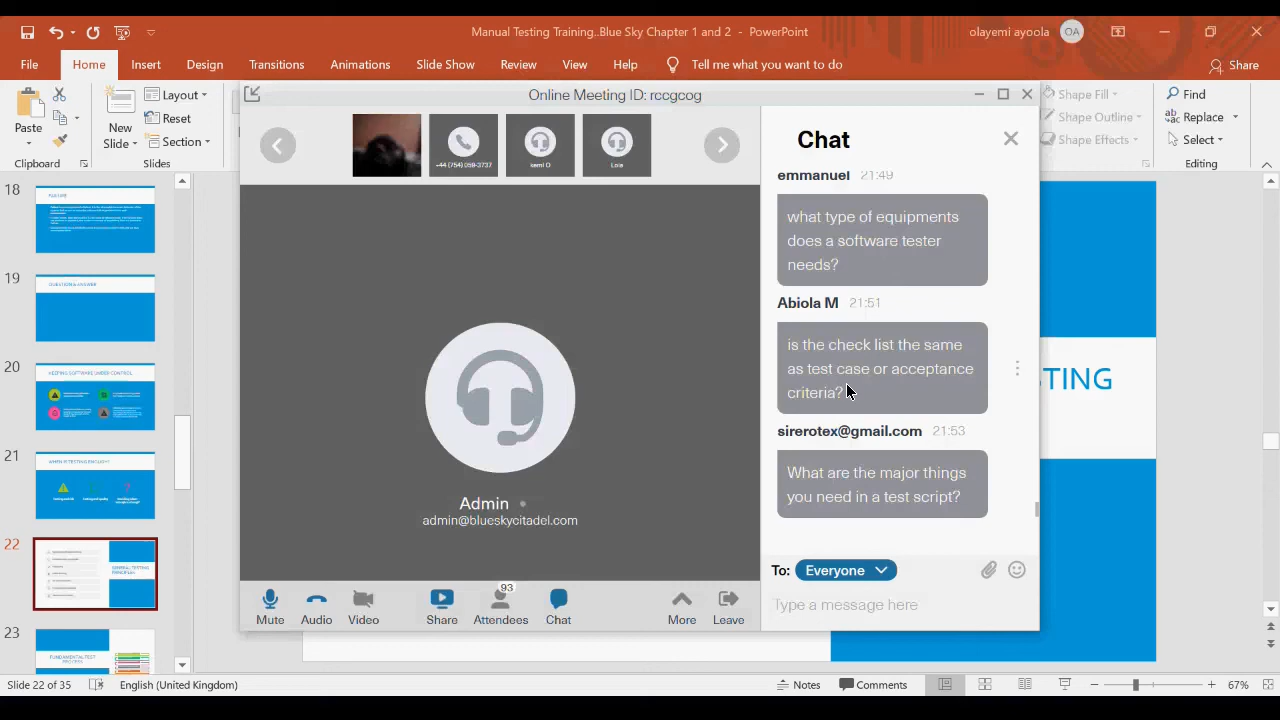 Manual Testing Training..Blue Sky Chapter 1 and 2 - PowerPoint
olayemi ayoola
OA
File
Home
Insert
Design
Transitions
Animations
Slide Show
Review
View
Help
Tell me what you want to do
Share
Paste
Clipboard
New
Slide
Layout
Reset
Section
Slides
Shape Fill
Shape Outline
Shape Effects
Find
Replace
Select
Editing
Online Meeting ID: rccgcog
+44 (754) 059-3737
kemi O
Lola
Chat
emmanuel 21:49
what type of equipments
does a software tester
needs?
Abiola M 21:51
is the check list the same
as test case or acceptance
criteria?
sirerotex@gmail.com 21:53
What are the major things
you need in a test script?
To: Everyone
Type a message here
Admin
admin@blueskycitadel.com
Mute
Audio
Video
Share
93
Attendees
Chat
More
Leave
18
19
QUESTION & ANSWER
20
KEEPING SOFTWARE UNDER CONTROL
21
WHEN IS TESTING ENOUGH?
22
GENERAL TESTING
PRINCIPLES
23
FUNDAMENTAL TEST
PROCESS
TING
Slide 22 of 35
English (United Kingdom)
Notes
Comments
67%